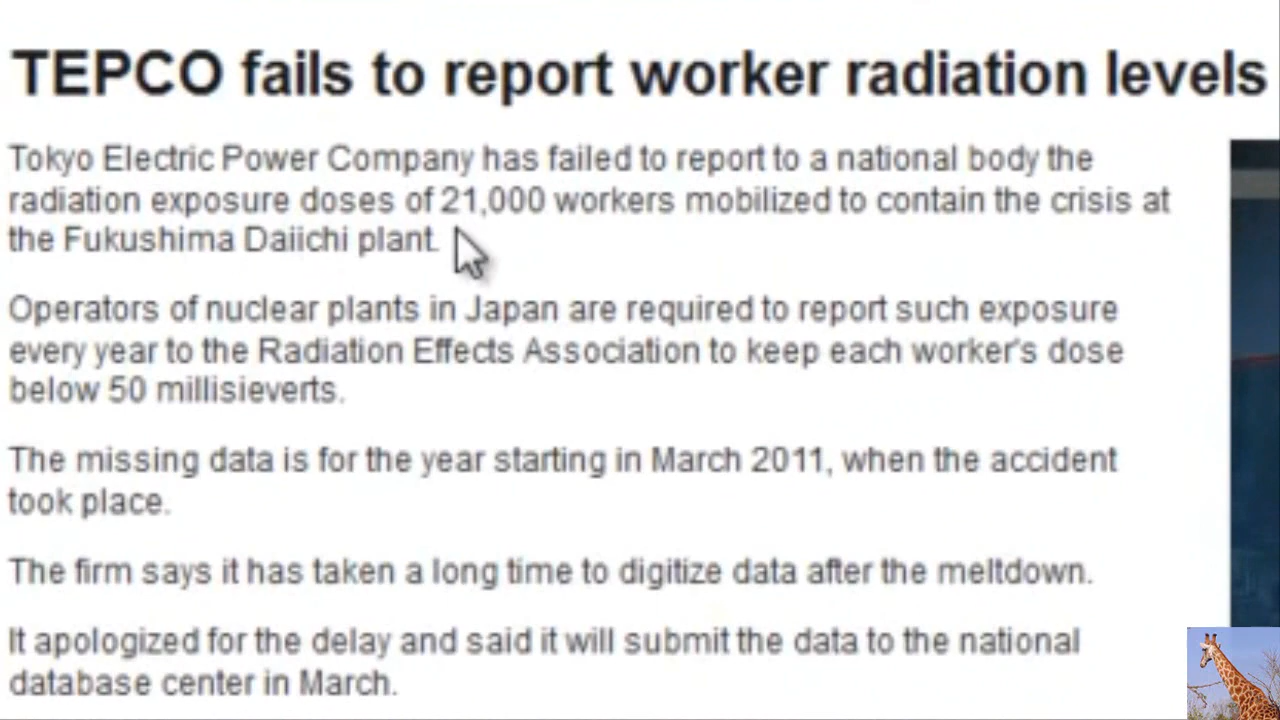 TEPCO fails to report worker radiation levels
Tokyo Electric Power Company has failed to report to a national body the
radiation exposure doses of 21,000 workers mobilized to contain the crisis at
the Fukushima Daiichi plant.
Operators of nuclear plants in Japan are required to report such exposure
every year to the Radiation Effects Association to keep each worker's dose
below 50 millisieverts.
The missing data is for the year starting in March 2011, when the accident
took place.
The firm says it has taken a long time to digitize data after the meltdown.
It apologized for the delay and said it will submit the data to the national
database center in March.